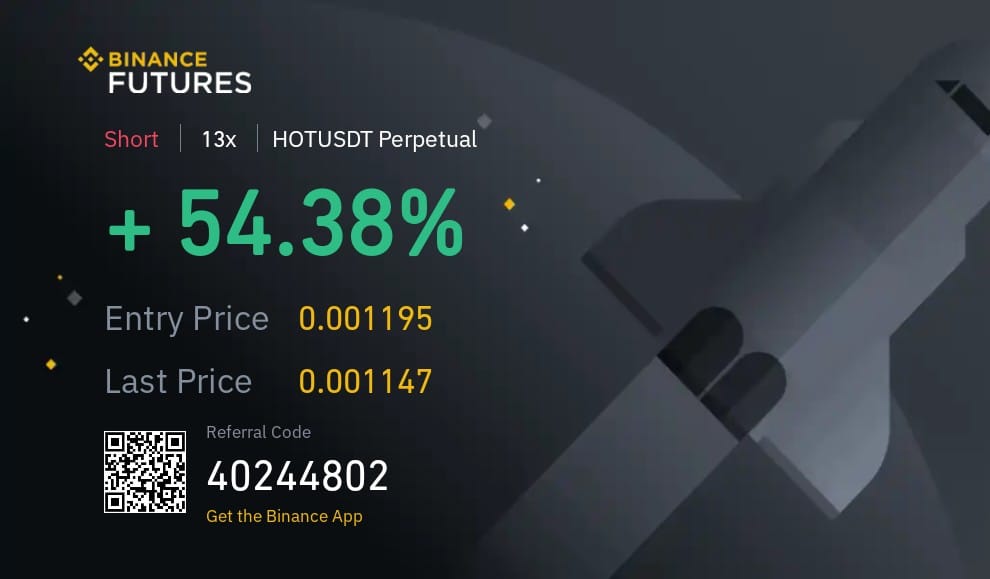 BINANCE
FUTURES
Short | 13x | HOTUSDT Perpetual
+ 54.38%
Entry Price 0.001195
Last Price 0.001147
Referral Code
40244802
Get the Binance App